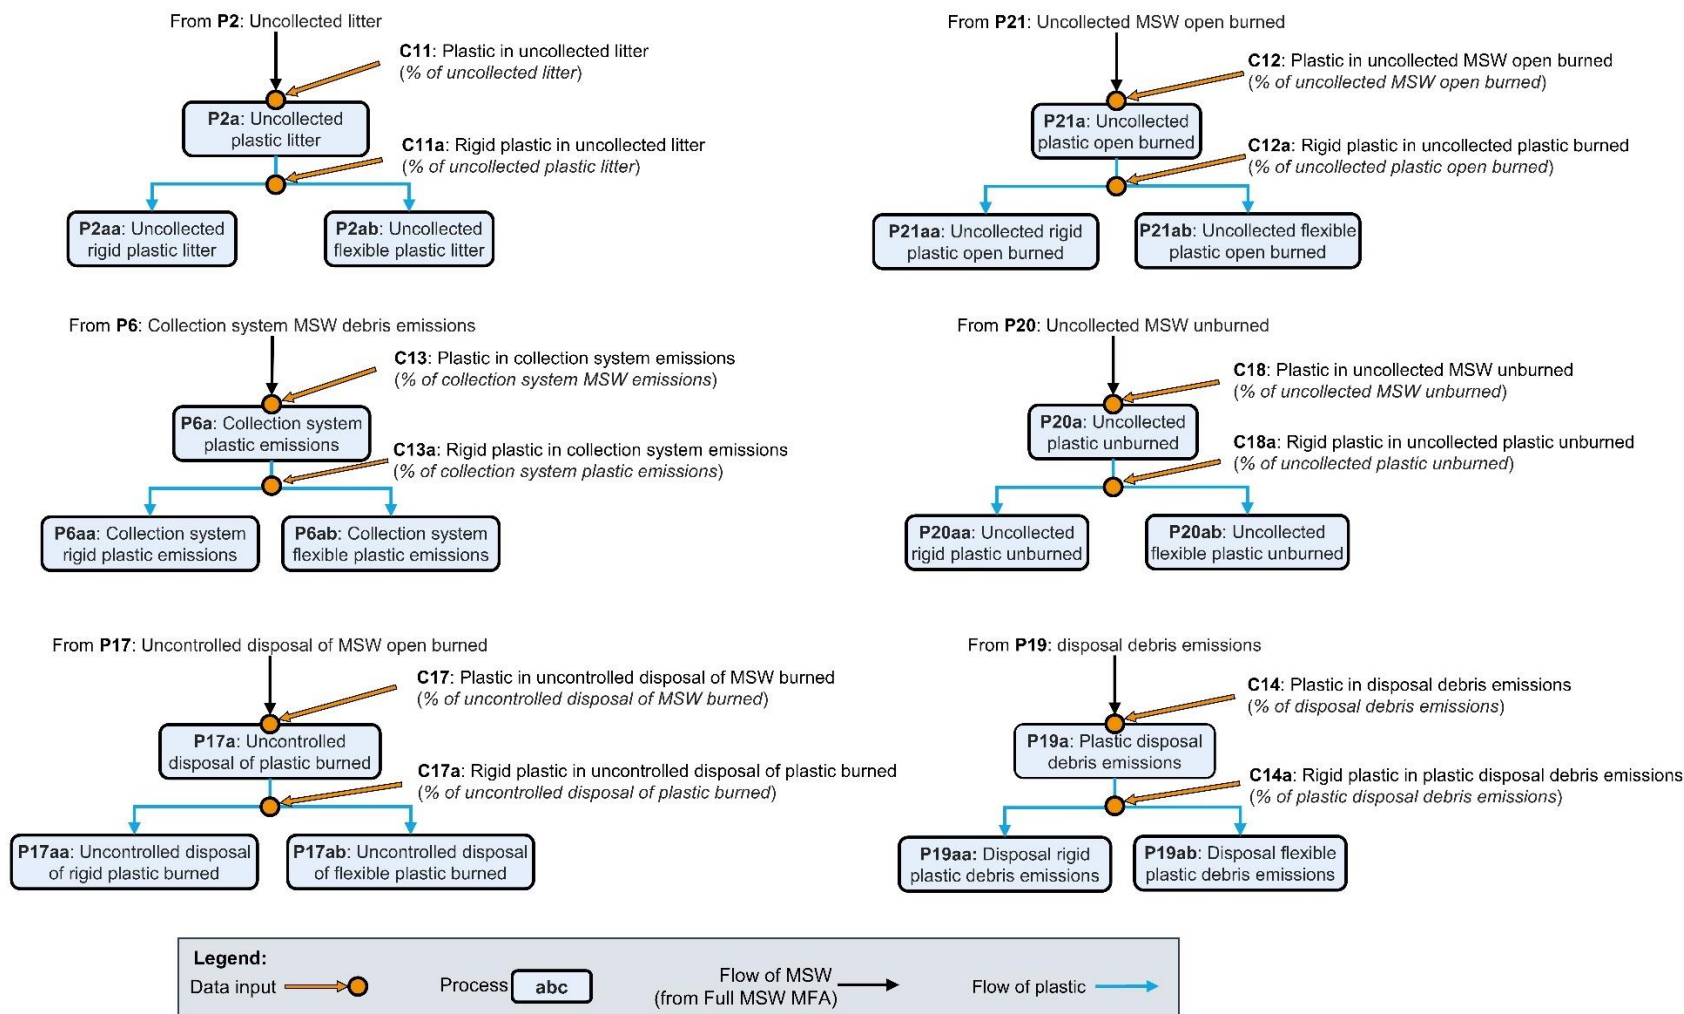 From P2: Uncollected litter
C11: Plastic in uncollected litter
(% of uncollected litter)
P2a: Uncollected
plastic litter
C11a: Rigid plastic in uncollected litter
(% of uncollected plastic litter)
P2aa: Uncollected
rigid plastic litter
P2ab: Uncollected
flexible plastic litter
From P21: Uncollected MSW open burned
C12: Plastic in uncollected MSW open burned
(% of uncollected MSW open burned)
P21a: Uncollected
plastic open burned
C12a: Rigid plastic in uncollected plastic burned
(% of uncollected plastic open burned)
P21aa: Uncollected rigid
plastic open burned
P21ab: Uncollected flexible
plastic open burned
From P6: Collection system MSW debris emissions
C13: Plastic in collection system emissions
(% of collection system MSW emissions)
P6a: Collection system
plastic emissions
C13a: Rigid plastic in collection system emissions
(% of collection system plastic emissions)
P6aa: Collection system
rigid plastic emissions
P6ab: Collection system
flexible plastic emissions
From P20: Uncollected MSW unburned
C18: Plastic in uncollected MSW unburned
(% of uncollected MSW unburned)
P20a: Uncollected
plastic unburned
C18a: Rigid plastic in uncollected plastic unburned
(% of uncollected plastic unburned)
P20aa: Uncollected
rigid plastic unburned
P20ab: Uncollected
flexible plastic unburned
From P17: Uncontrolled disposal of MSW open burned
C17: Plastic in uncontrolled disposal of MSW burned
(% of uncontrolled disposal of MSW burned)
P17a: Uncontrolled
disposal of plastic burned
C17a: Rigid plastic in uncontrolled disposal of plastic burned
(% of uncontrolled disposal of plastic burned)
P17aa: Uncontrolled disposal
of rigid plastic burned
P17ab: Uncontrolled disposal
of flexible plastic burned
From P19: disposal debris emissions
C14: Plastic in disposal debris emissions
(% of disposal debris emissions)
P19a: Plastic disposal
debris emissions
C14a: Rigid plastic in plastic disposal debris emissions
(% of plastic disposal debris emissions)
P19aa: Disposal rigid
plastic debris emissions
P19ab: Disposal flexible
plastic debris emissions
Legend:
Data input
Process abc
Flow of MSW
(from Full MSW MFA)
Flow of plastic